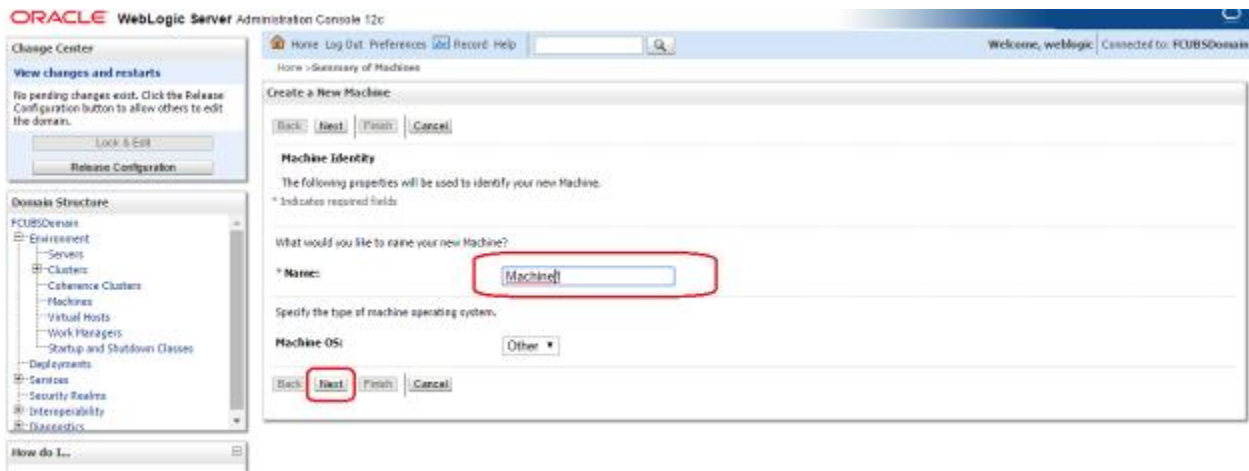 ORACLE WebLogic Server Administration Console 12c
Change Center
View changes and restarts
No pending changes exist. Click the Release
Configuration button to allow others to edit
the domain.
Lock & Edit
Release Configuration
Domain Structure
FCUBSDomain
Environment
Servers
Clusters
Coherence Clusters
Machines
Virtual Hosts
Work Managers
Startup and Shutdown Classes
Deployments
Services
Security Realms
Interoperability
Diagnostics
How do I...
Home Log Out Preferences Record Help
Welcome, weblogic Connected to: FCUBSDomain
Home >Summary of Machines
Create a New Machine
Back Next Finish Cancel
Machine Identity
The following properties will be used to identify your new Machine.
* Indicates required fields
What would you like to name your new Machine?
* Name: Machine1
Specify the type of machine operating system.
Machine OS: Other
Back Next Finish Cancel